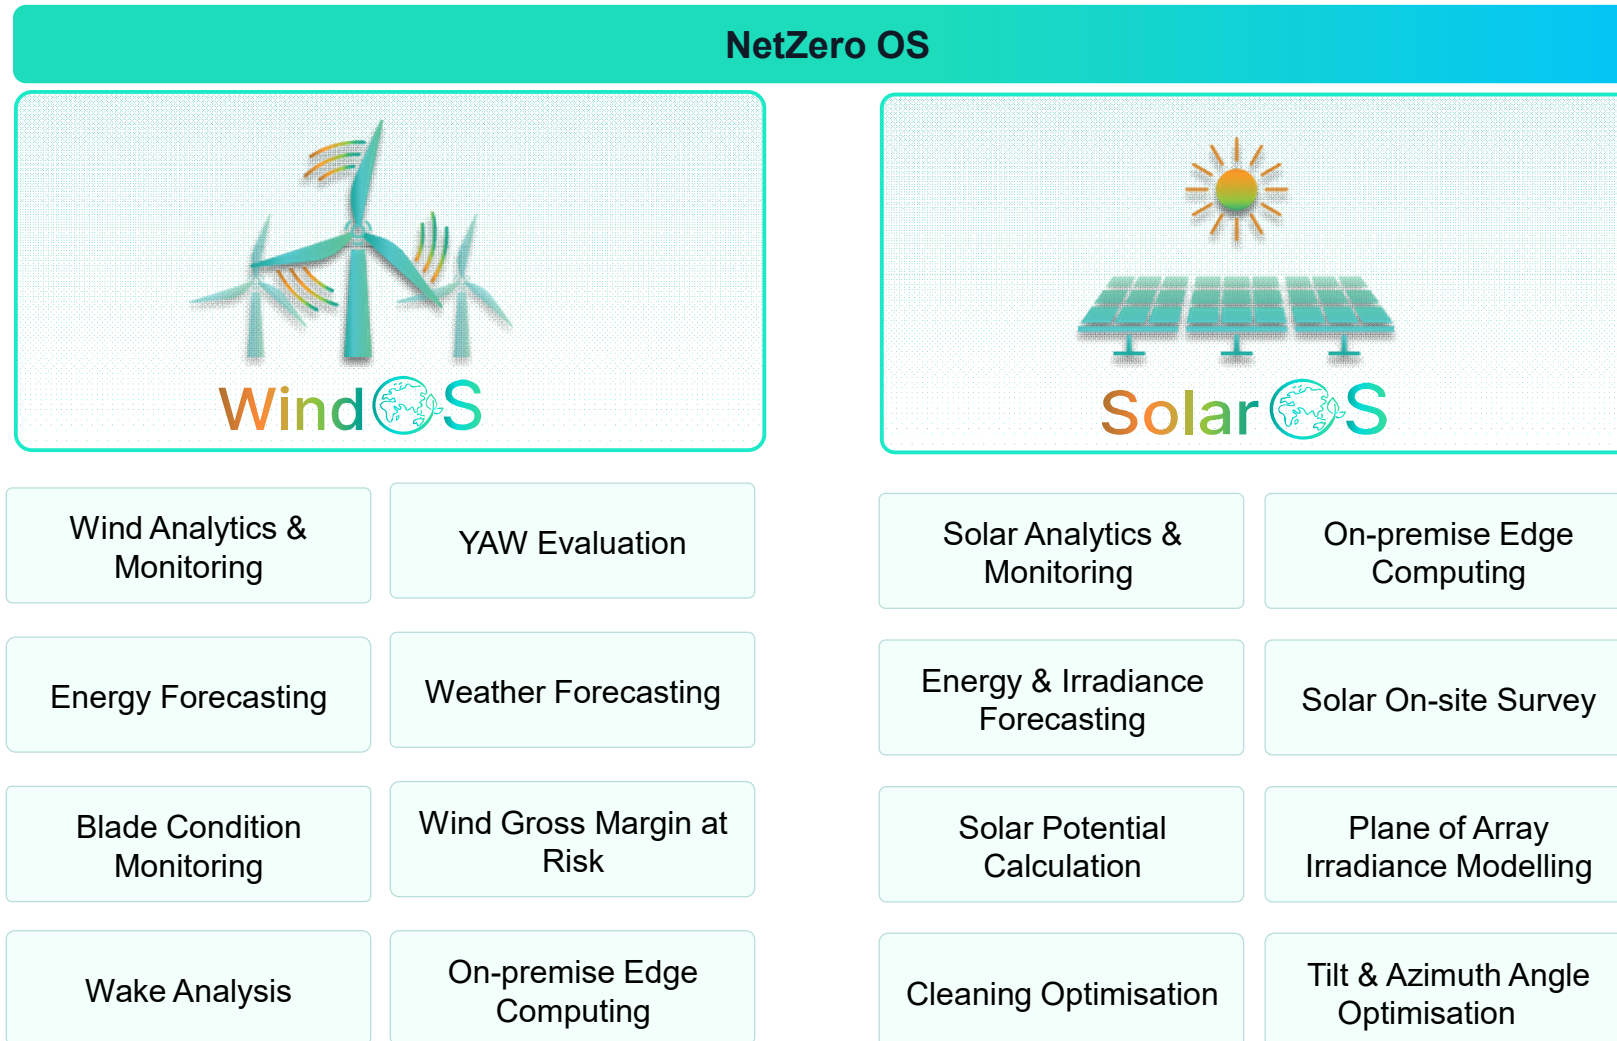 NetZero OS
WindOS
SolarOS
Wind Analytics &
Monitoring
YAW Evaluation
Solar Analytics &
Monitoring
On-premise Edge
Computing
Energy Forecasting
Weather Forecasting
Energy & Irradiance
Forecasting
Solar On-site Survey
Blade Condition
Monitoring
Wind Gross Margin at
Risk
Solar Potential
Calculation
Plane of Array
Irradiance Modelling
Wake Analysis
On-premise Edge
Computing
Cleaning Optimisation
Tilt & Azimuth Angle
Optimisation